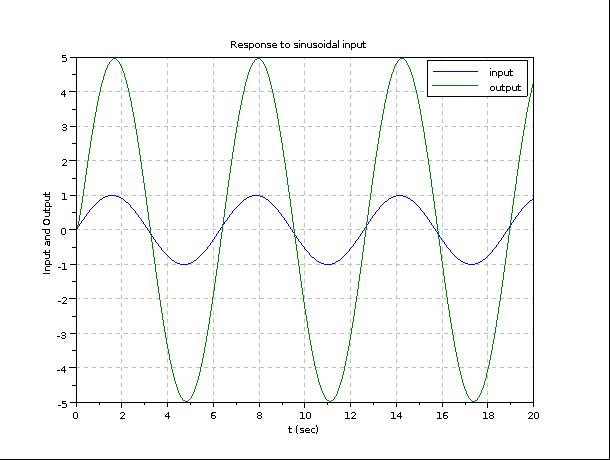 Response to sinusoidal input
input
output
Input and Output
5
4
3
2
1
0
-1
-2
-3
-4
-5
0 2 4 6 8 10 12 14 16 18 20
t (sec)